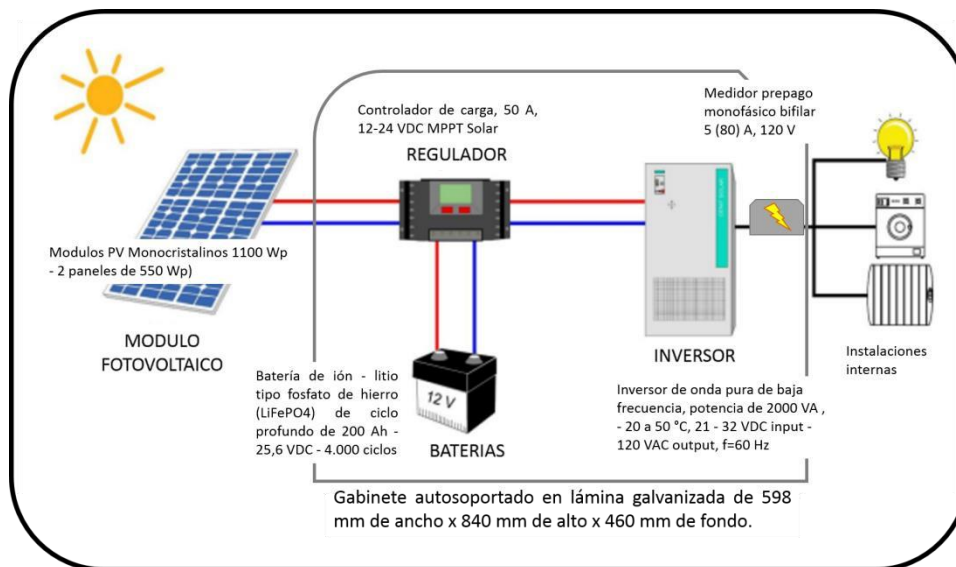 Controlador de carga, 50 A,
12-24 VDC MPPT Solar
REGULADOR
Medidor prepago
monofásico bifilar
5 (80) A, 120 V
Modulos PV Monocristalinos 1100 Wp
- 2 paneles de 550 Wp)
MODULO
FOTOVOLTAICO
Batería de ión - litio
tipo fosfato de hierro
(LiFePO4) de ciclo
profundo de 200 Ah -
25,6 VDC - 4.000 ciclos
12 V
BATERIAS
INVERSOR
Inversor de onda pura de baja
frecuencia, potencia de 2000 VA ,
- 20 a 50 °C, 21 - 32 VDC input -
120 VAC output, f=60 Hz
Instalaciones
internas
Gabinete autosoportado en lámina galvanizada de 598
mm de ancho x 840 mm de alto x 460 mm de fondo.